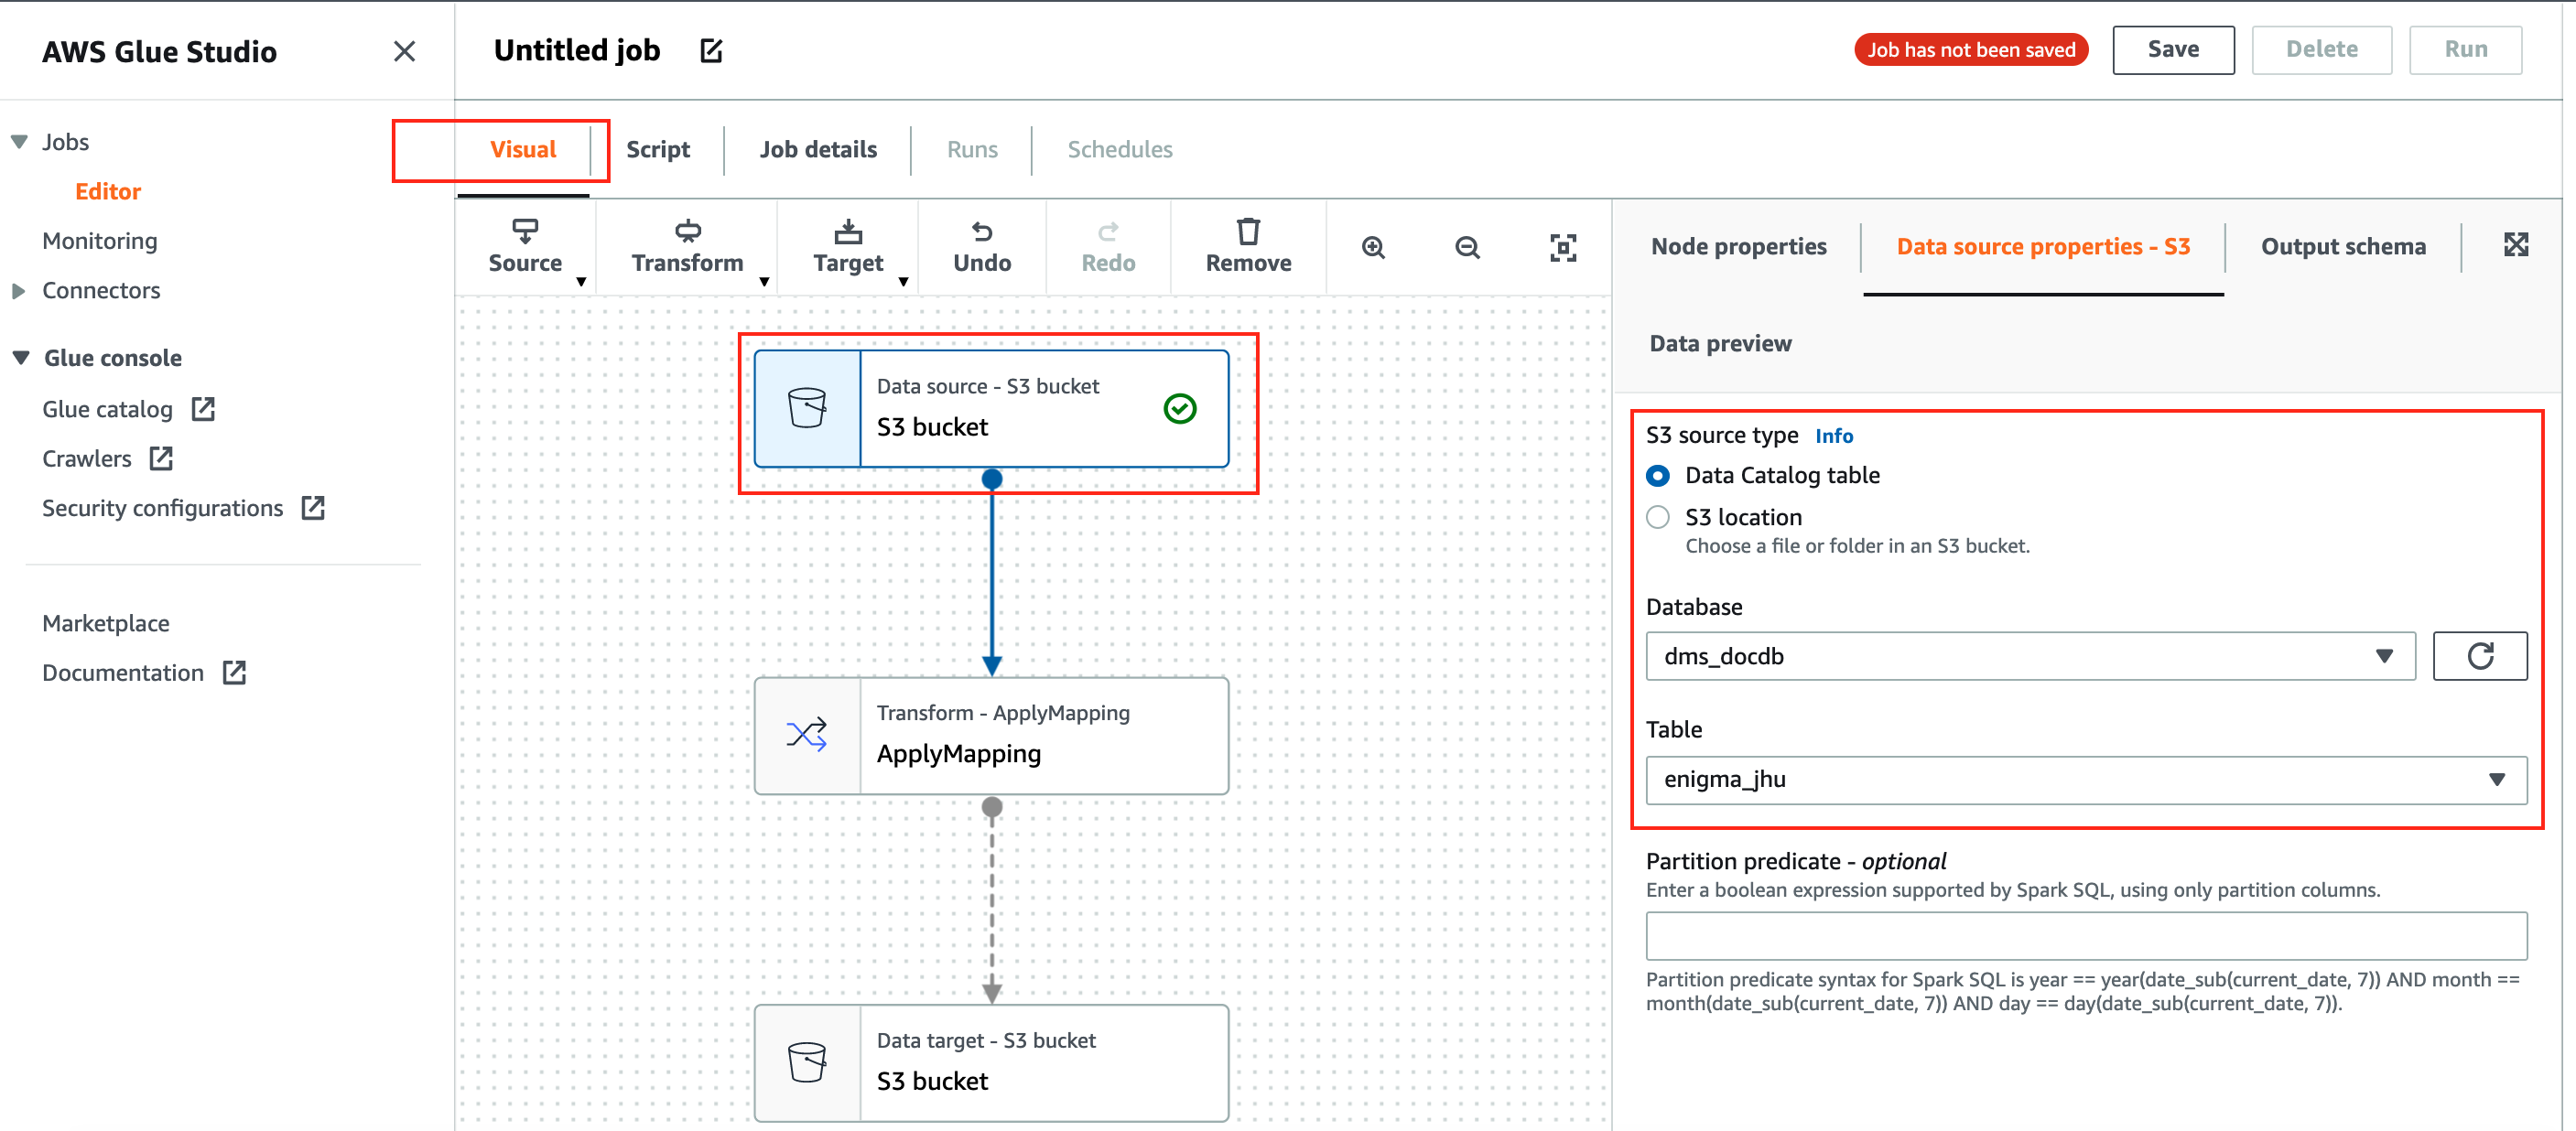 AWS Glue Studio
Untitled job
Job has not been saved
Save
Delete
Run
Jobs
Editor
Monitoring
Connectors
Glue console
Glue catalog
Crawlers
Security configurations
Marketplace
Documentation
Visual
Script
Job details
Runs
Schedules
Source
Transform
Target
Undo
Redo
Remove
Data source - S3 bucket
S3 bucket
Transform - ApplyMapping
ApplyMapping
Data target - S3 bucket
S3 bucket
Node properties
Data source properties - S3
Output schema
Data preview
S3 source type Info
Data Catalog table
S3 location
Choose a file or folder in an S3 bucket.
Database
dms_docdb
Table
enigma_jhu
Partition predicate - optional
Enter a boolean expression supported by Spark SQL, using only partition columns.
Partition predicate syntax for Spark SQL is year == year(date_sub(current_date, 7)) AND month ==
month(date_sub(current_date, 7)) AND day == day(date_sub(current_date, 7)).